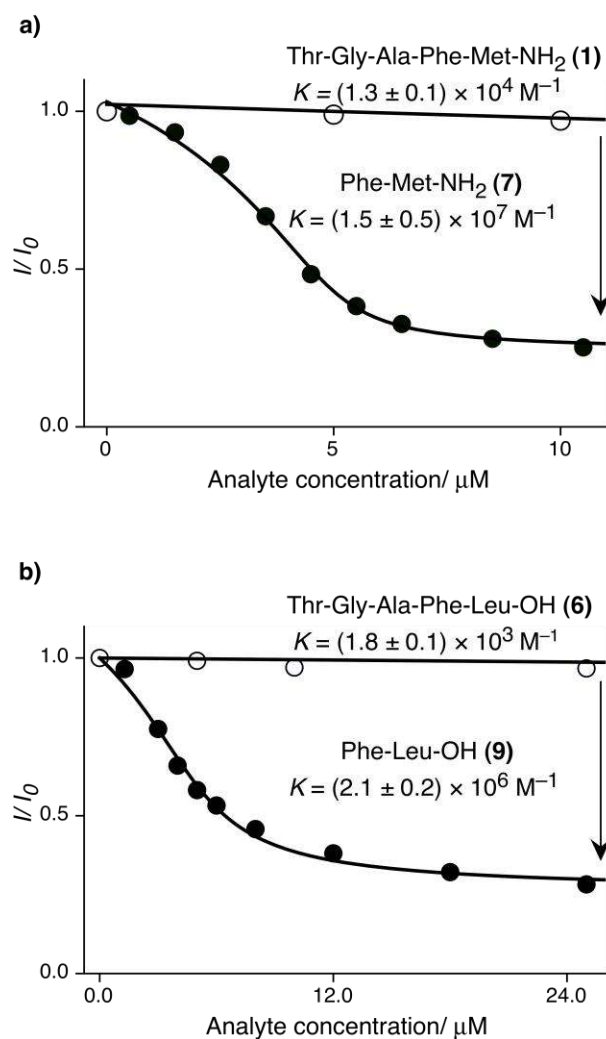 a)
Thr-Gly-Ala-Phe-Met-NH2 (1)
K = (1.3 ± 0.1) × 10^4 M^–1
1.0
Phe-Met-NH2 (7)
K = (1.5 ± 0.5) × 10^7 M^–1
I/I0
0.5
0.0
0 5 10
Analyte concentration/ μM
b)
Thr-Gly-Ala-Phe-Leu-OH (6)
K = (1.8 ± 0.1) × 10^3 M^–1
1.0
Phe-Leu-OH (9)
K = (2.1 ± 0.2) × 10^6 M^–1
I/I0
0.5
0.0
0.0 12.0 24.0
Analyte concentration/ μM